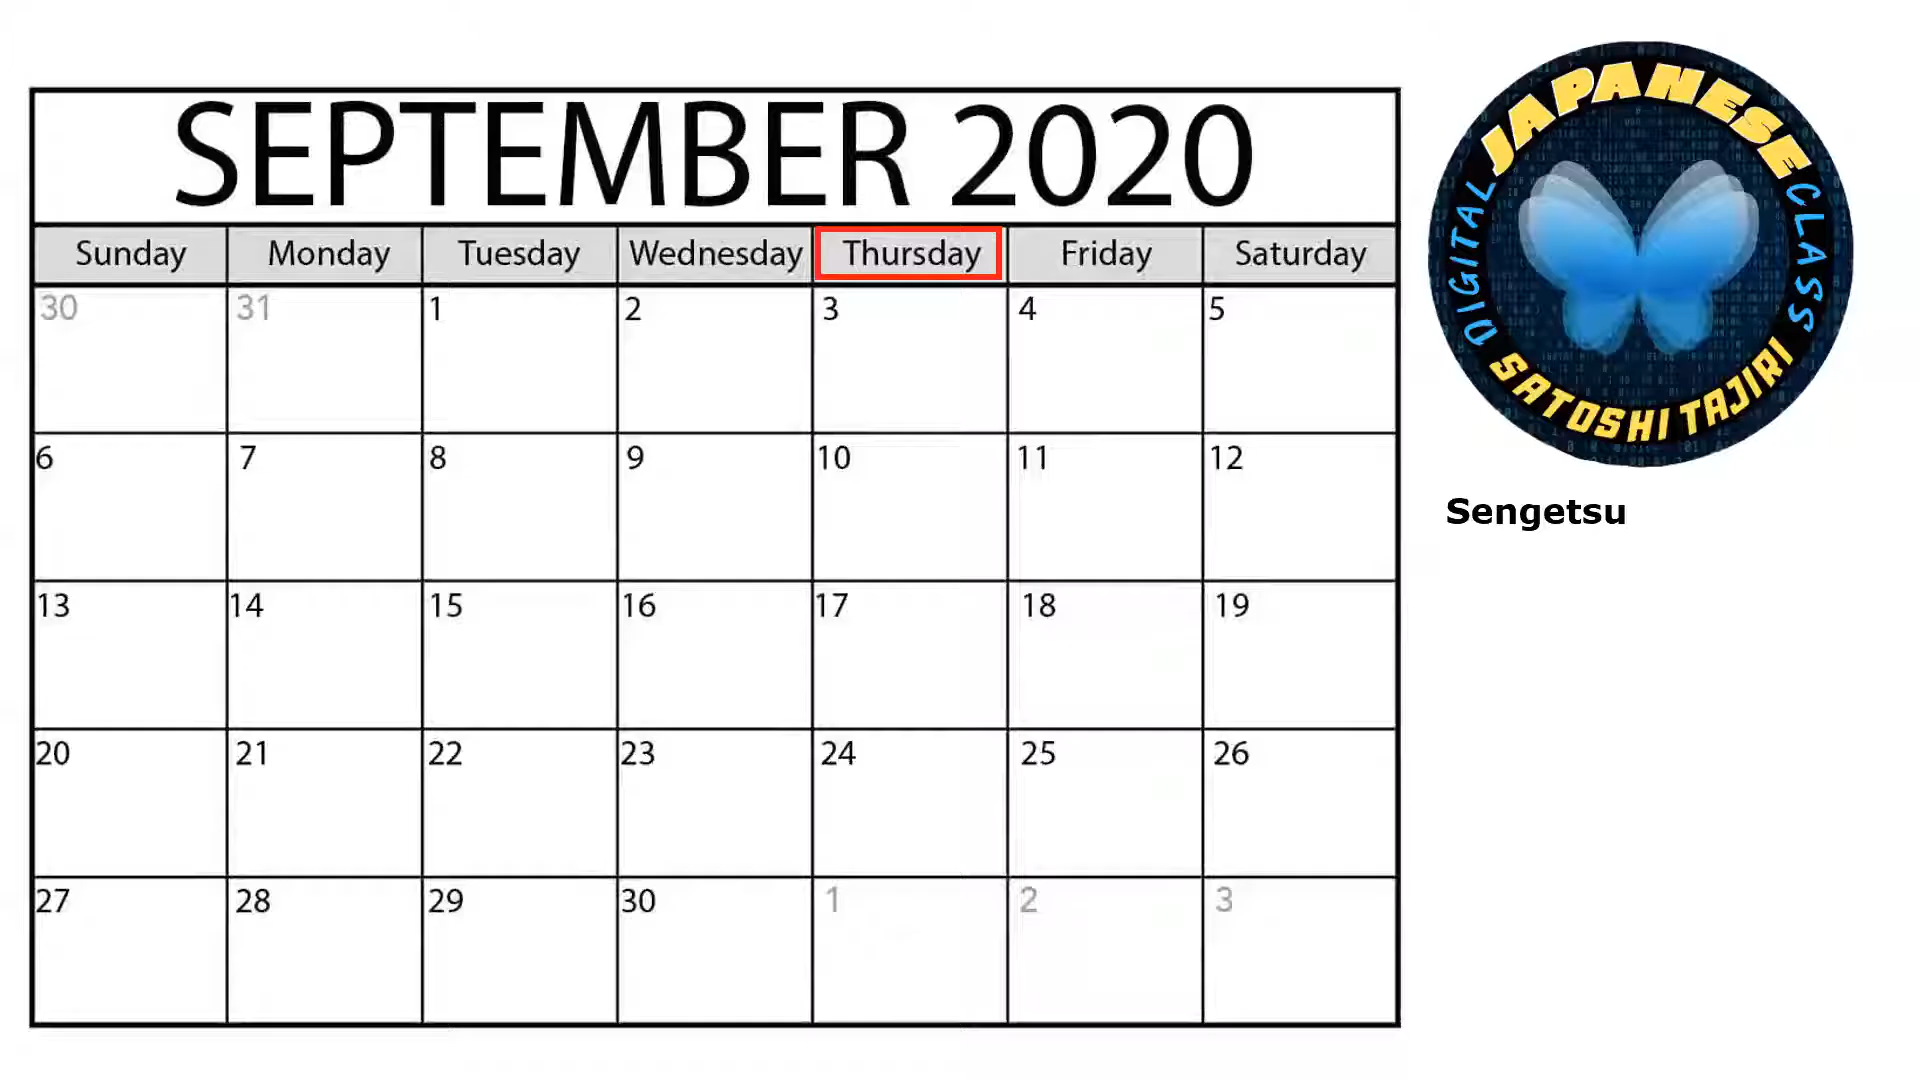 SEPTEMBER 2020
Sunday Monday Tuesday Wednesday Thursday Friday Saturday
30 31 1 2 3 4 5
6 7 8 9 10 11 12
13 14 15 16 17 18 19
20 21 22 23 24 25 26
27 28 29 30 1 2 3
DIGITAL JAPANESE CLASS
SATOSHI TAJIRI
Sengetsu